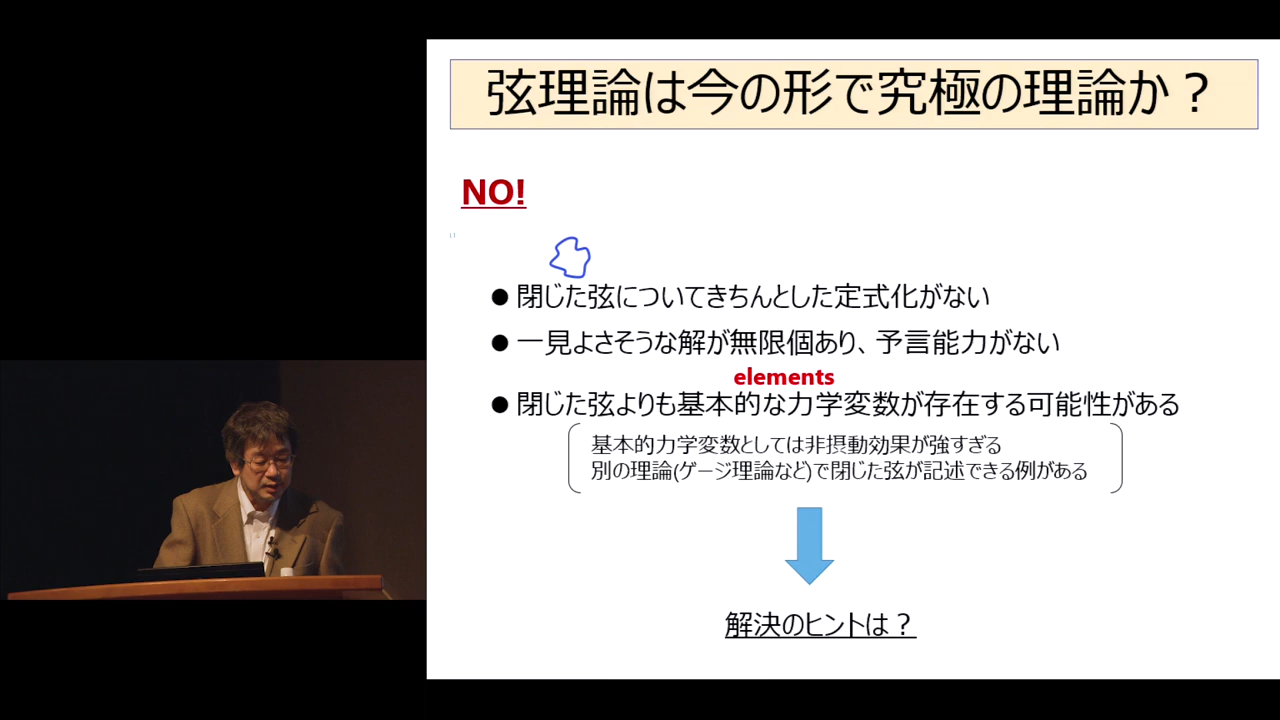 弦理論は今の形で究極の理論か？
NO!
● 閉じた弦についてきちんとした定式化がない
● 一見よさそうな解が無限個あり、予言能力がない
elements
● 閉じた弦よりも基本的な力学変数が存在する可能性がある
基本的力学変数としては非摂動効果が強すぎる
別の理論(ゲージ理論など)で閉じた弦が記述できる例がある
解決のヒントは？